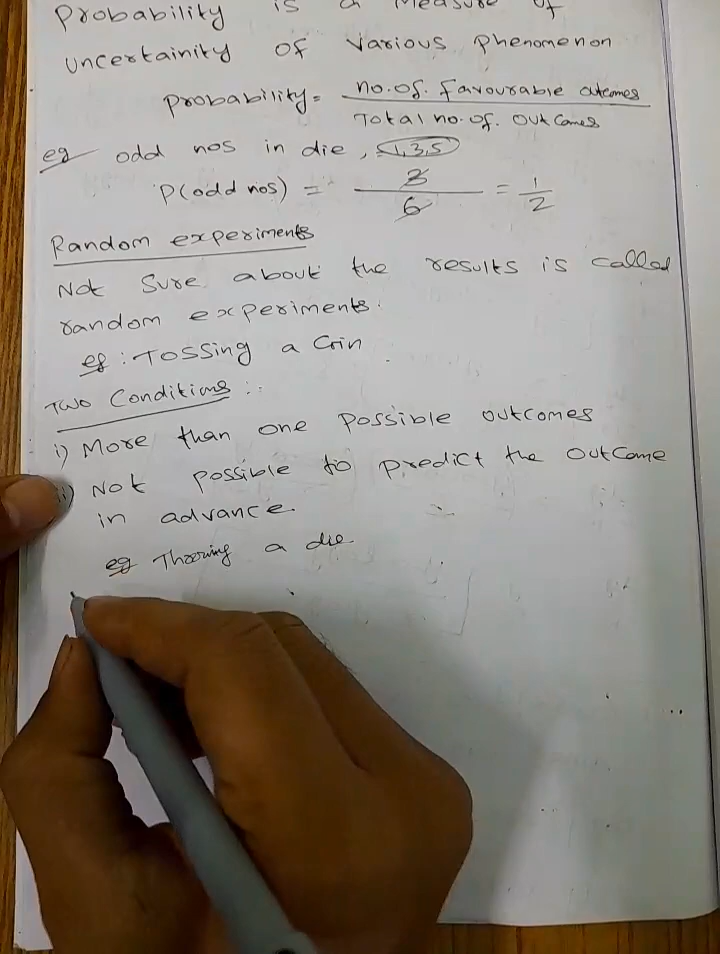 Probability is a Measure of
uncertainity of various phenomenon
Probability = no. of. favourable outcomes
Total no. of. outcomes
eg odd nos in die, 1,3,5
P(odd nos) = 3/6 = 1/2
Random experiments
Not Sure about the results is called
random experiments.
eg : Tossing a Coin
Two Conditions :
i) More than one possible outcomes
ii) Not possible to predict the outcome
in advance.
eg Throwing a die